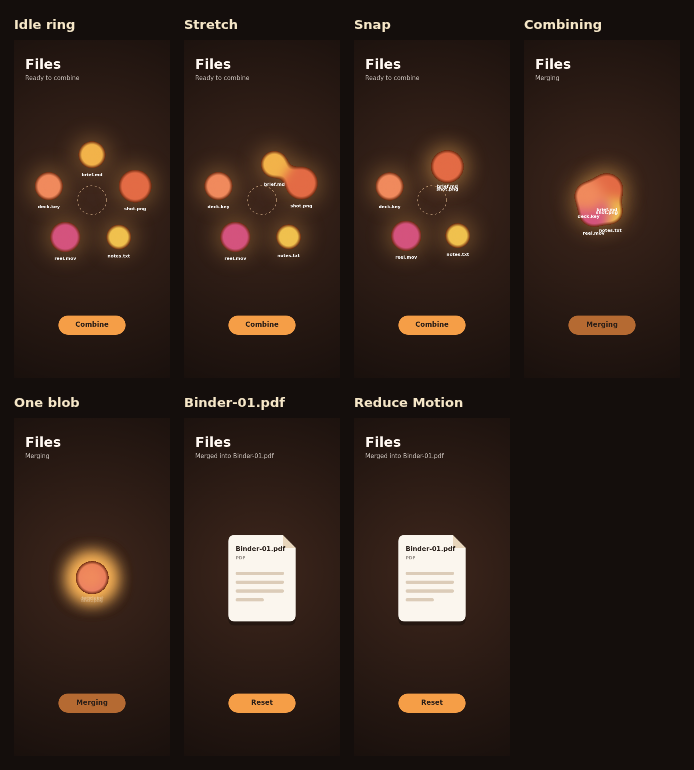 Idle ring
Files
Ready to combine
brief.md
deck.key
shot.png
reel.mov
notes.txt
Combine
Stretch
Files
Ready to combine
brief.md
deck.key
shot.png
reel.mov
notes.txt
Combine
Snap
Files
Ready to combine
deck.key
reel.mov
notes.txt
Combine
Combining
Files
Merging
deck.key
reel.mov
notes.txt
Merging
One blob
Files
Merging
Merging
Binder-01.pdf
Files
Merged into Binder-01.pdf
Binder-01.pdf
PDF
Reset
Reduce Motion
Files
Merged into Binder-01.pdf
Binder-01.pdf
PDF
Reset